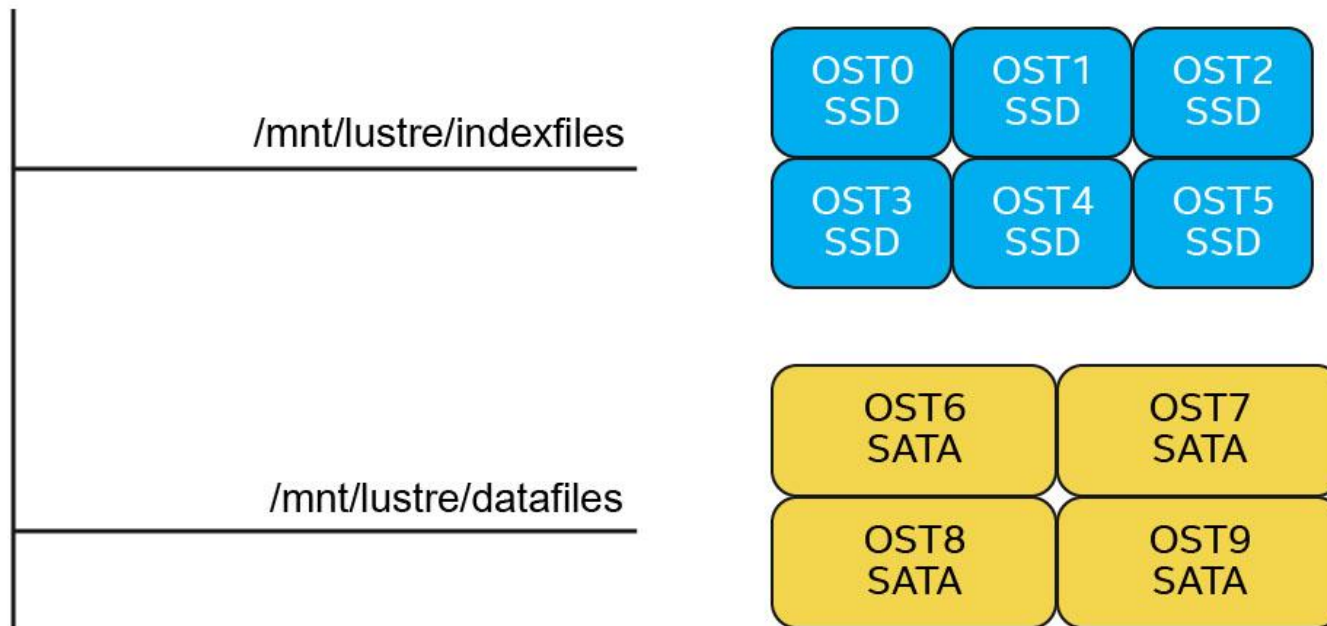 /mnt/lustre/indexfiles
OST0 OST1 OST2
SSD SSD SSD
OST3 OST4 OST5
SSD SSD SSD
/mnt/lustre/datafiles
OST6 OST7
SATA SATA
OST8 OST9
SATA SATA